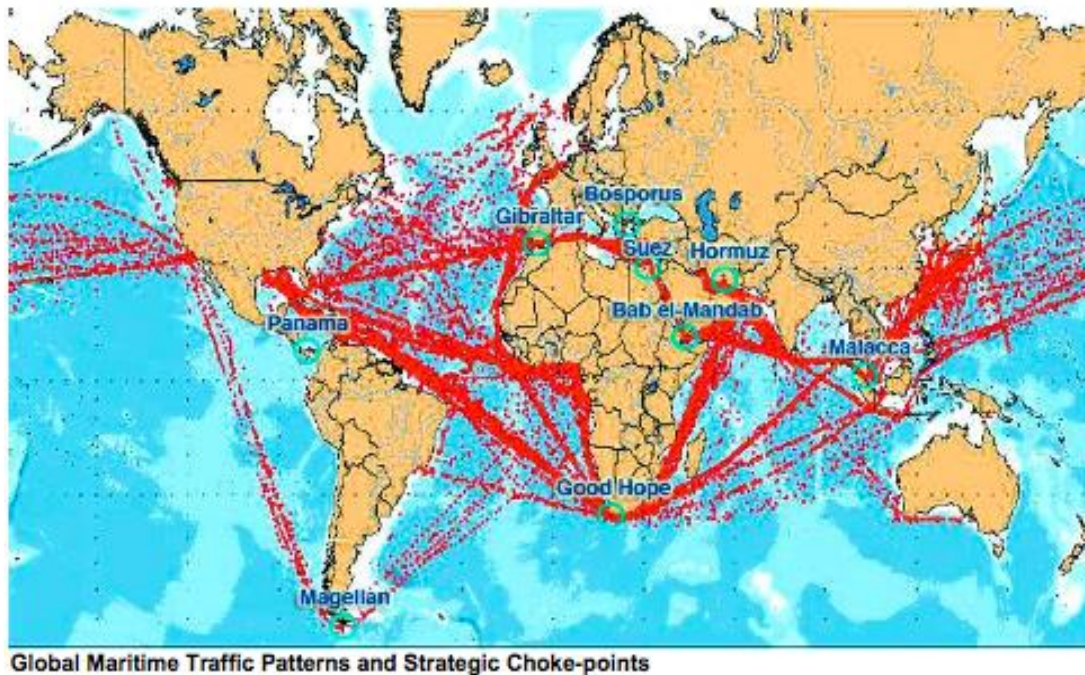 Bosporus
Gibraltar
Suez
Hormuz
Bab el-Mandab
Panama
Malacca
Good Hope
Magellan
Global Maritime Traffic Patterns and Strategic Choke-points